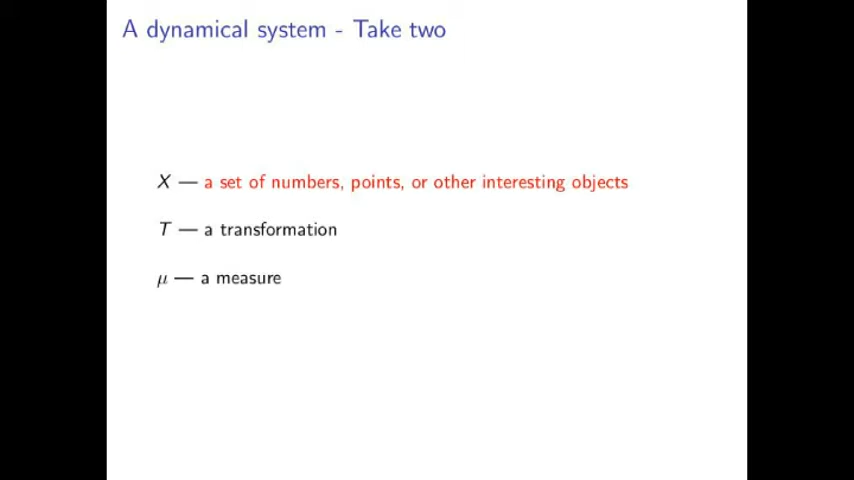 A dynamical system - Take two
X — a set of numbers, points, or other interesting objects
T — a transformation
μ — a measure